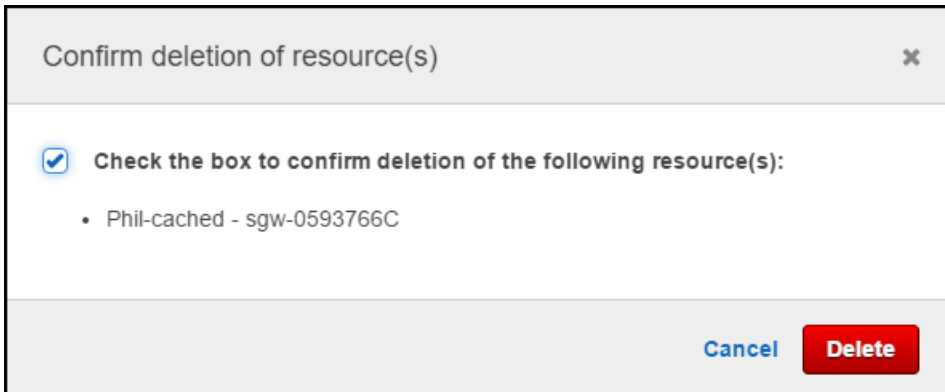 Confirm deletion of resource(s)
Check the box to confirm deletion of the following resource(s):
Phil-cached - sgw-0593766C
Cancel
Delete